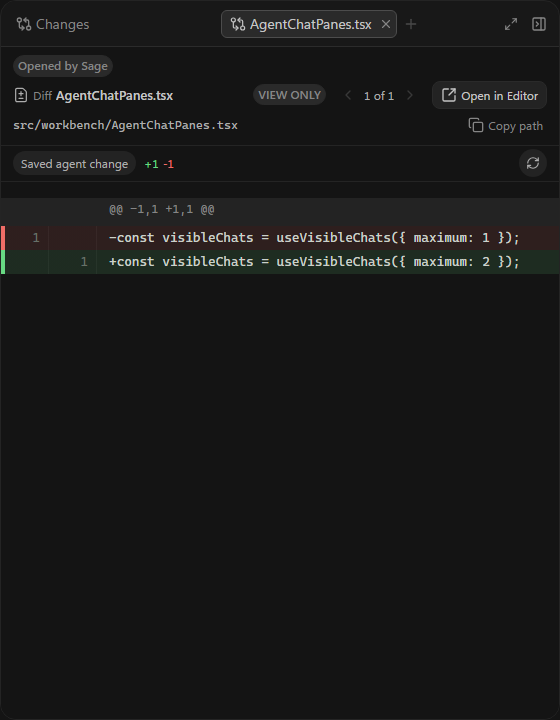 Changes AgentChatPanes.tsx
Opened by Sage
Diff AgentChatPanes.tsx VIEW ONLY 1 of 1 Open in Editor
src/workbench/AgentChatPanes.tsx Copy path
Saved agent change +1 -1
@@ -1,1 +1,1 @@
1 -const visibleChats = useVisibleChats({ maximum: 1 });
1 +const visibleChats = useVisibleChats({ maximum: 2 });